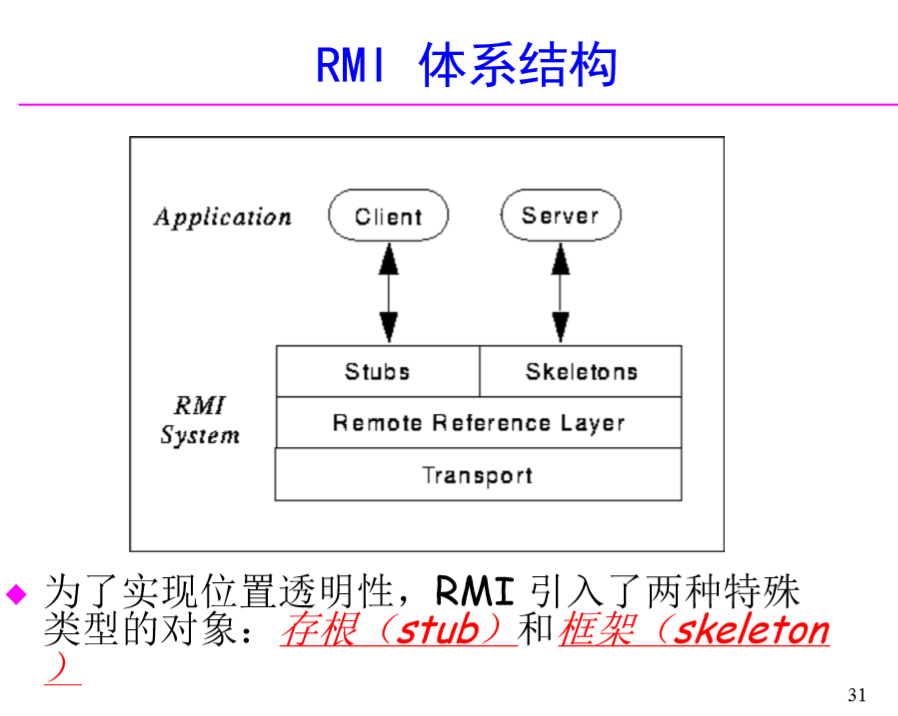 RMI 体系结构
Application
Client
Server
Stubs
Skeletons
RMI
System
Remote Reference Layer
Transport
为了实现位置透明性，RMI 引入了两种特殊
类型的对象：存根（stub）和框架（skeleton
）
31